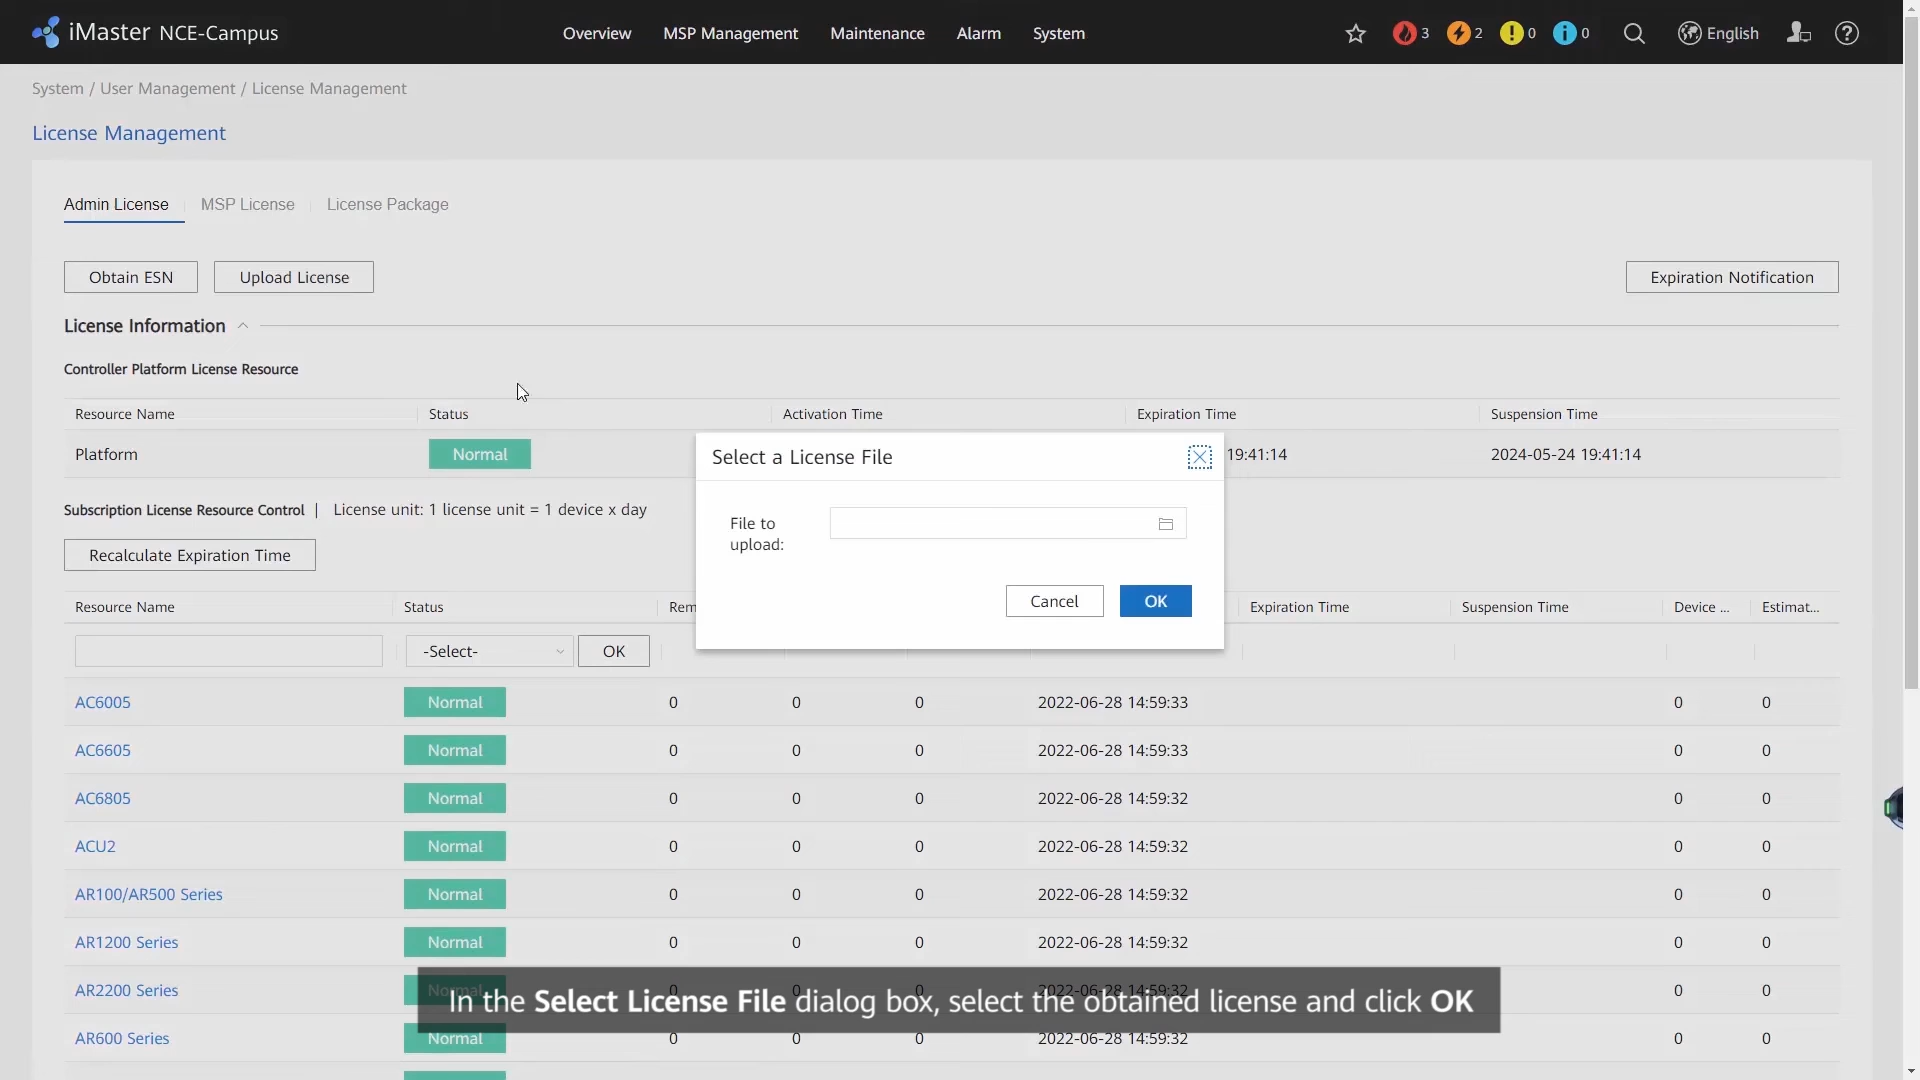 iMaster NCE-Campus
Overview MSP Management Maintenance Alarm System
3 2 0 0 English
System / User Management / License Management
License Management
Admin License MSP License License Package
Obtain ESN Upload License Expiration Notification
License Information
Controller Platform License Resource
Resource Name Status Activation Time Expiration Time Suspension Time
Platform Normal 19:41:14 2024-05-24 19:41:14
Select a License File
File to
upload:
Cancel OK
Subscription License Resource Control | License unit: 1 license unit = 1 device x day
Recalculate Expiration Time
Resource Name Status Rem Expiration Time Suspension Time Device ... Estimat...
-Select- OK
AC6005 Normal 0 0 0 2022-06-28 14:59:33 0 0
AC6605 Normal 0 0 0 2022-06-28 14:59:33 0 0
AC6805 Normal 0 0 0 2022-06-28 14:59:32 0 0
ACU2 Normal 0 0 0 2022-06-28 14:59:32 0 0
AR100/AR500 Series Normal 0 0 0 2022-06-28 14:59:32 0 0
AR1200 Series Normal 0 0 0 2022-06-28 14:59:32 0 0
AR2200 Series Normal 0 0 0 2022-06-28 14:59:32 0 0
In the Select License File dialog box, select the obtained license and click OK
AR600 Series Normal 0 0 0 2022-06-28 14:59:32 0 0